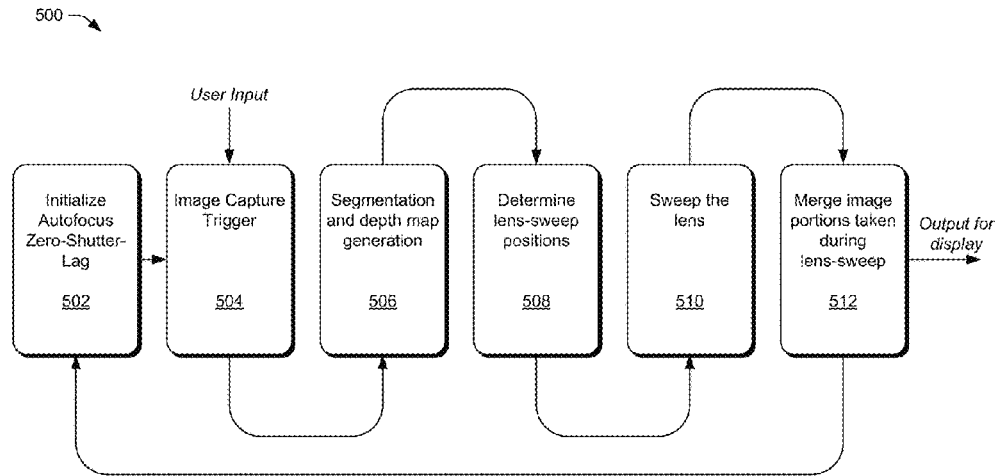 500
User Input
Initialize
Autofocus
Zero-Shutter-
Lag
502
Image Capture
Trigger
504
Segmentation
and depth map
generation
506
Determine
lens-sweep
positions
508
Sweep the
lens
510
Merge image
portions taken
during
lens-sweep
512
Output for
display